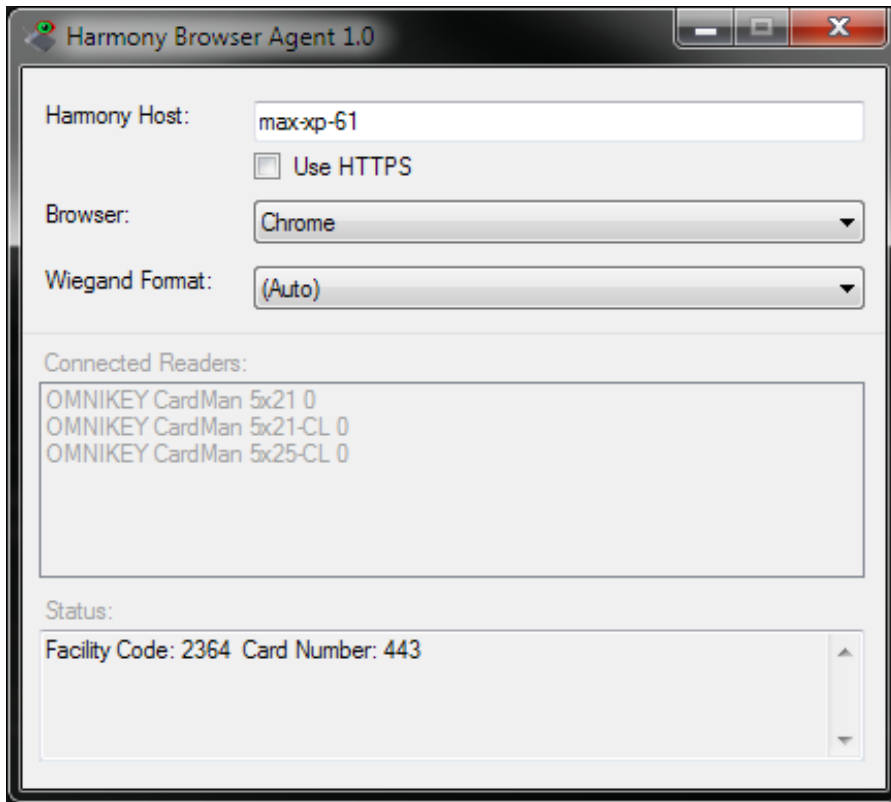 Harmony Browser Agent 1.0
Harmony Host: max-xp-61
Use HTTPS
Browser: Chrome
Wiegand Format: (Auto)
Connected Readers:
OMNIKEY CardMan 5x21 0
OMNIKEY CardMan 5x21-CL 0
OMNIKEY CardMan 5x25-CL 0
Status:
Facility Code: 2364 Card Number: 443